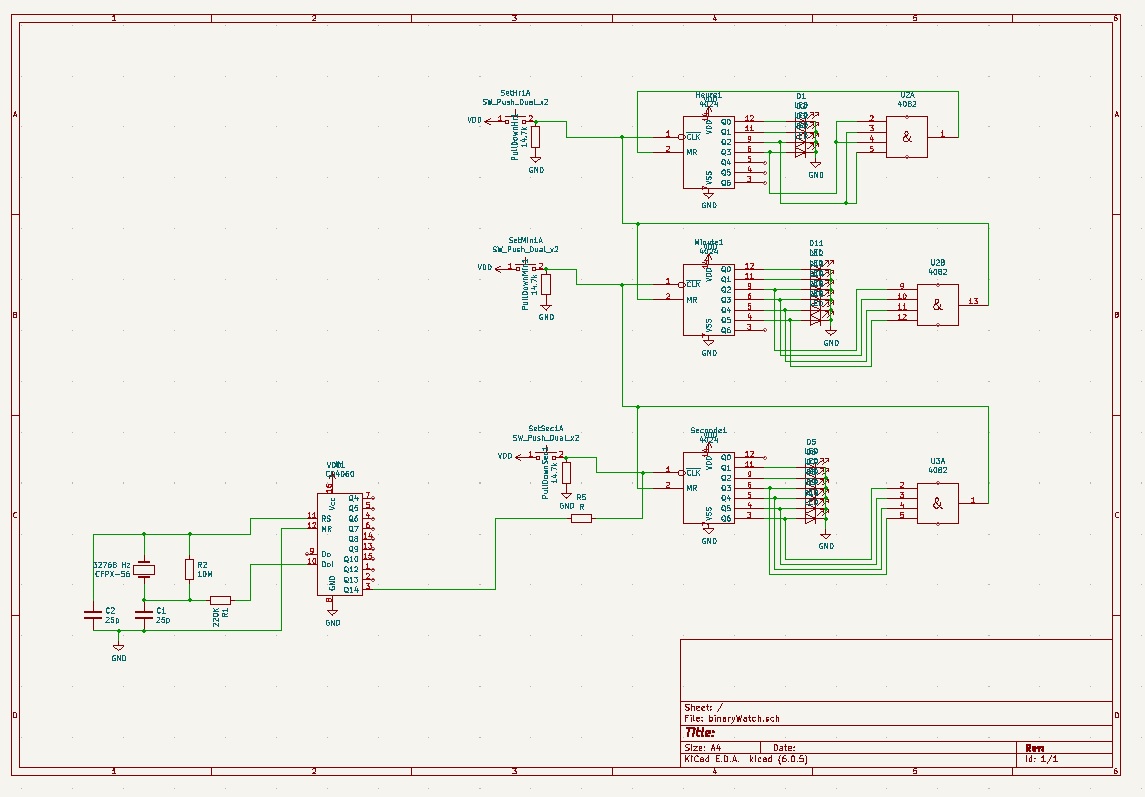 1 2 3 4 5 6
A
B
C
D
SetHr1A
SW_Push_Dual_x2
VDD
1 2
PullDownHr1
14.7k
GND
Heure1
4024
VDD
1 CLK
2 MR
Q0 12
Q1 11
Q2 9
Q3 6
Q4 5
Q5 4
Q6 3
VSS
GND
D1
LED
GND
U2A
4082
2
3
4
5
&
1
SetMin1A
SW_Push_Dual_x2
VDD
1 2
PullDownMin1
14.7k
GND
Minute1
4024
VDD
1 CLK
2 MR
Q0 12
Q1 11
Q2 9
Q3 6
Q4 5
Q5 4
Q6 3
VSS
GND
D11
LED
GND
U2B
4082
9
10
11
12
&
13
SetSec1A
SW_Push_Dual_x2
VDD
1 2
PullDownSec1
14.7k
GND
R5
R
Seconde1
4024
VDD
1 CLK
2 MR
Q0 12
Q1 11
Q2 9
Q3 6
Q4 5
Q5 4
Q6 3
VSS
GND
D5
LED
GND
U3A
4082
2
3
4
5
&
1
CD4060
16
Vcc
11 RS
12 MR
9 Do
10 DoI
Q4 7
Q5 5
Q6 4
Q7 6
Q8 14
Q9 13
Q10 15
Q12 1
Q13 2
Q14 3
GND
8
GND
32768 Hz
CFPX-56
R2
10M
220K
R1
C2
25p
C1
25p
GND
Sheet: /
File: binaryWatch.sch
Title:
Size: A4 Date: Rev:
KiCad E.D.A. kicad (6.0.5) Id: 1/1
1 2 3 4 5 6